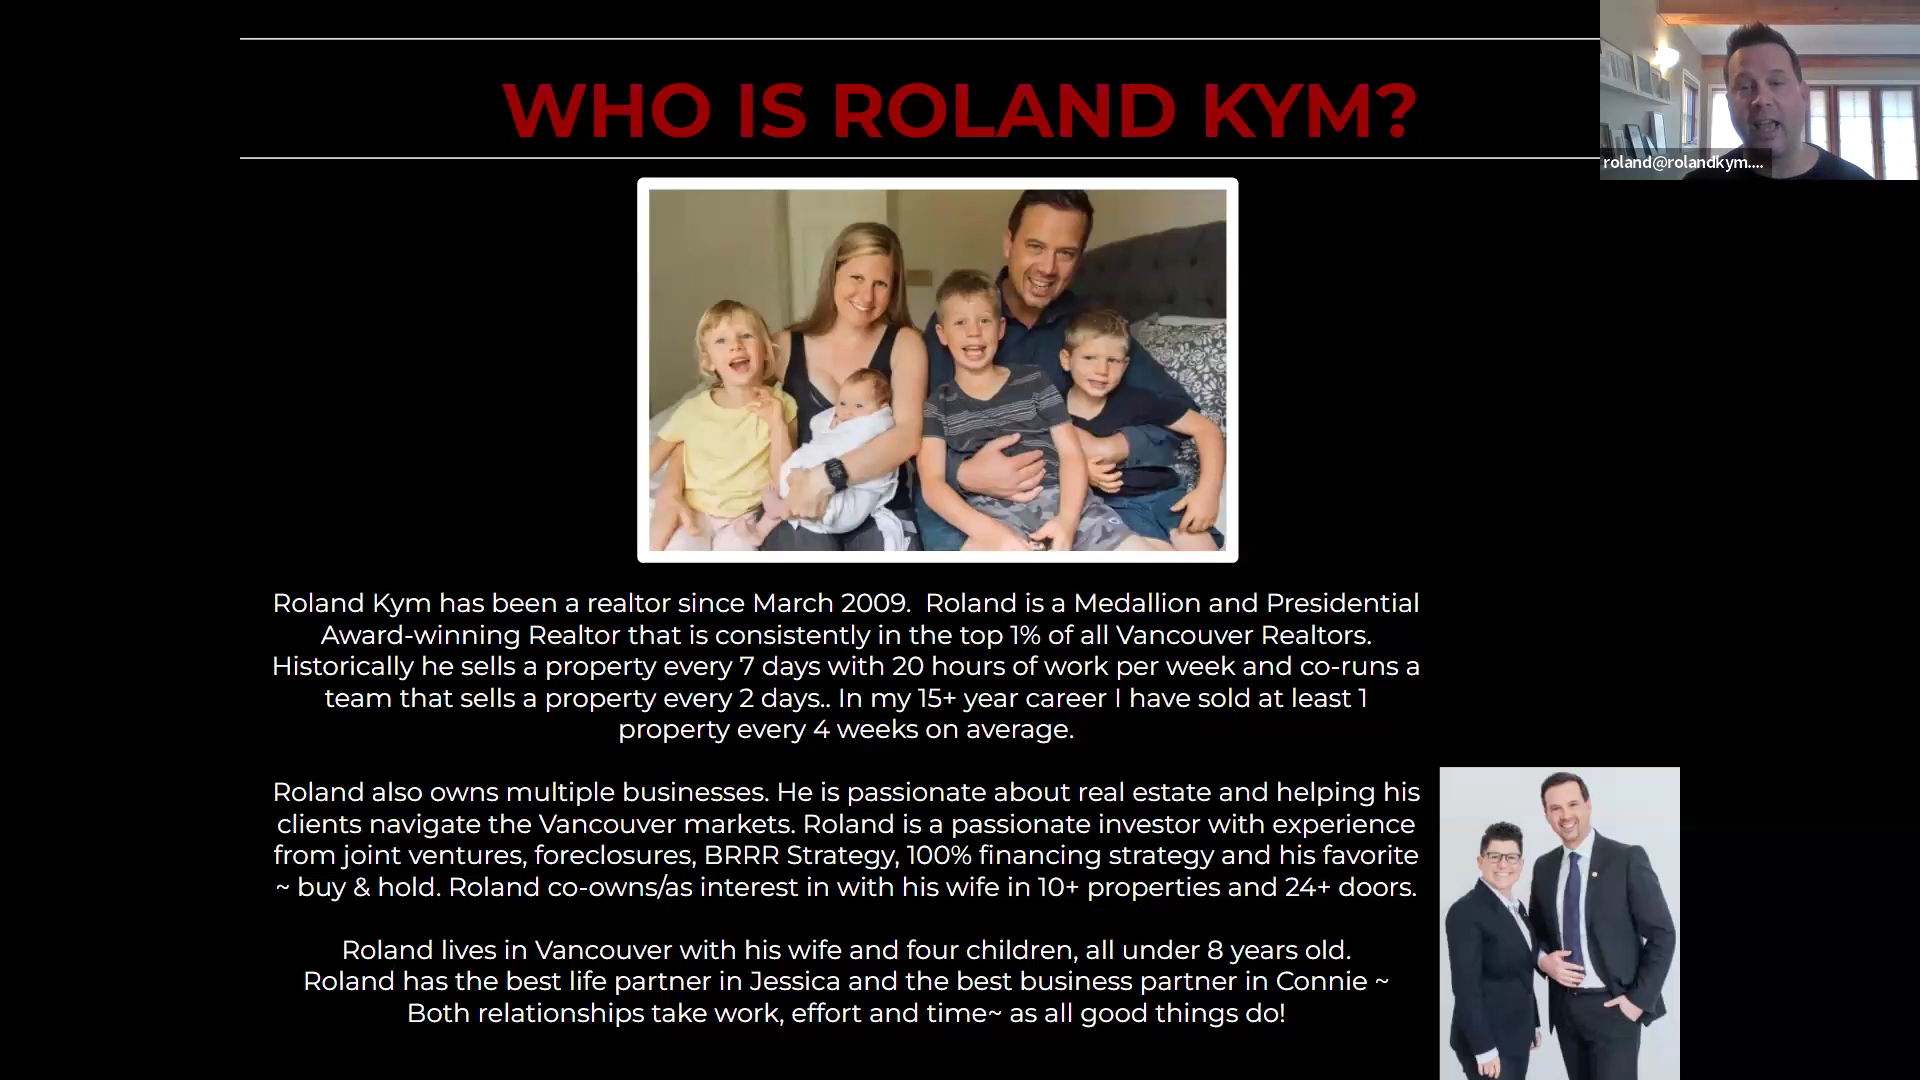 WHO IS ROLAND KYM?
roland@rolandkym....
Roland Kym has been a realtor since March 2009.  Roland is a Medallion and Presidential
Award-winning Realtor that is consistently in the top 1% of all Vancouver Realtors.
Historically he sells a property every 7 days with 20 hours of work per week and co-runs a
team that sells a property every 2 days.. In my 15+ year career I have sold at least 1
property every 4 weeks on average.
Roland also owns multiple businesses. He is passionate about real estate and helping his
clients navigate the Vancouver markets. Roland is a passionate investor with experience
from joint ventures, foreclosures, BRRR Strategy, 100% financing strategy and his favorite
~ buy & hold. Roland co-owns/as interest in with his wife in 10+ properties and 24+ doors.
Roland lives in Vancouver with his wife and four children, all under 8 years old.
Roland has the best life partner in Jessica and the best business partner in Connie ~
Both relationships take work, effort and time~ as all good things do!